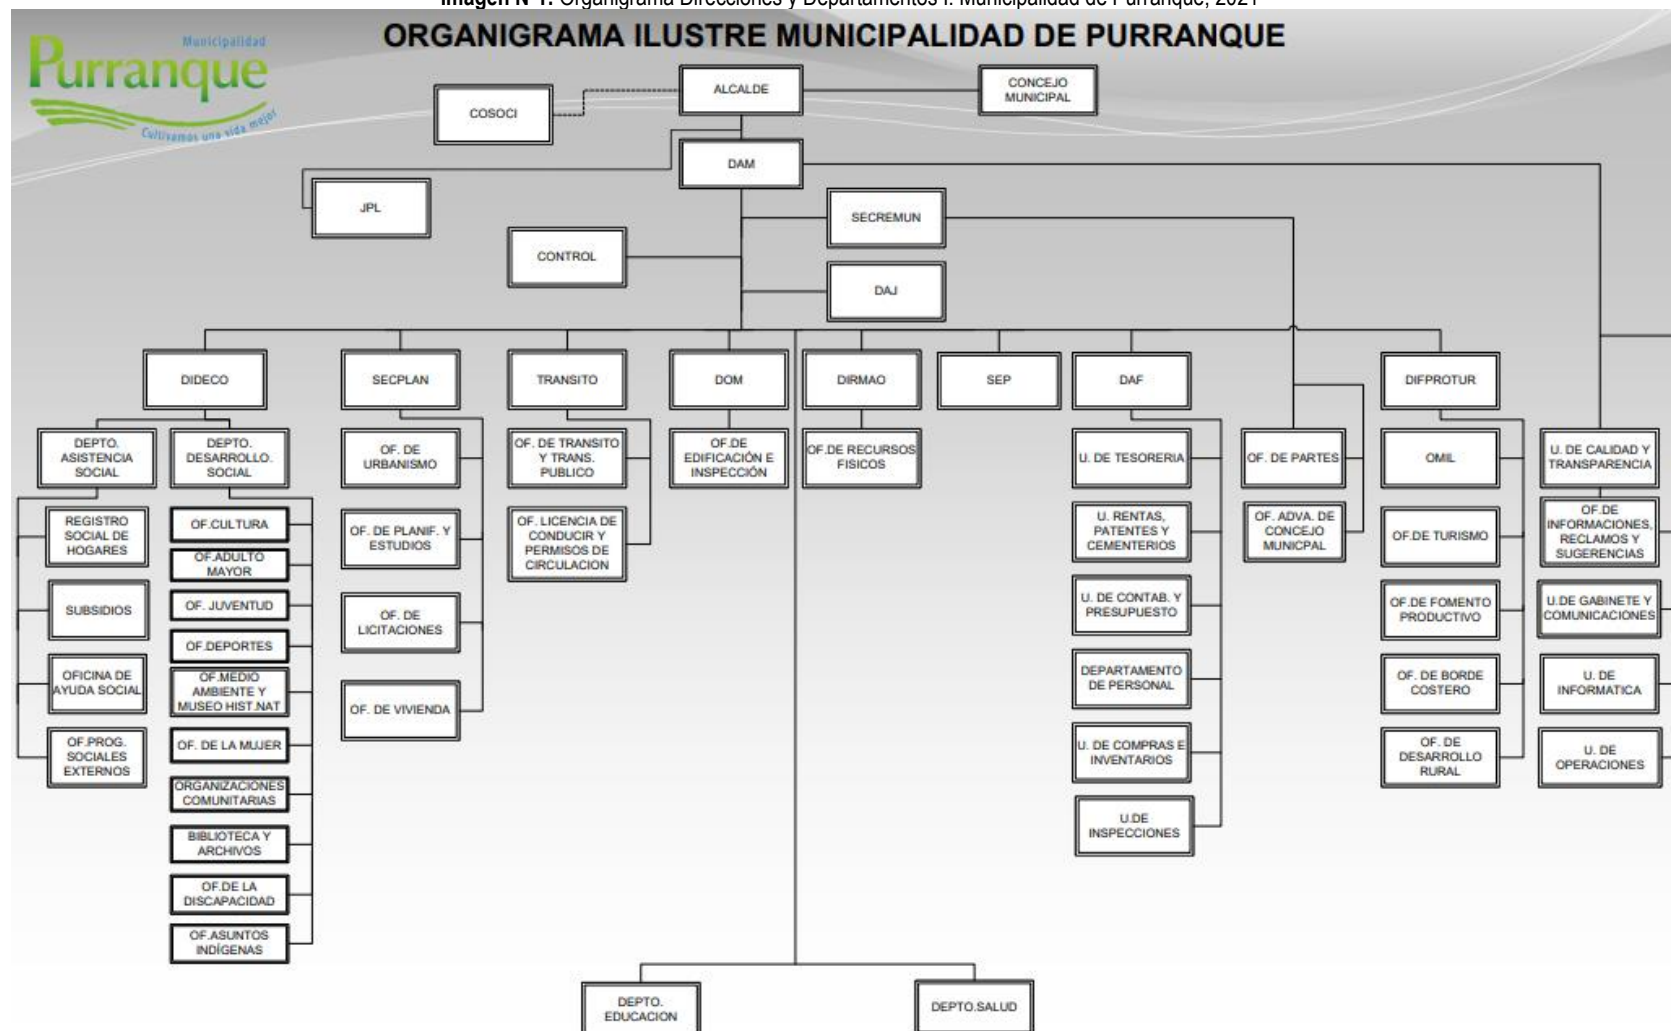 Imagen N°1: Organigrama Direcciones y Departamentos I. Municipalidad de Purranque, 2021
Municipalidad
Purranque
Cultivamos una vida mejor
ORGANIGRAMA ILUSTRE MUNICIPALIDAD DE PURRANQUE
ALCALDE
CONCEJO
MUNICIPAL
COSOCI
DAM
JPL
SECREMUN
CONTROL
DAJ
DIDECO
SECPLAN
TRANSITO
DOM
DIRMAO
SEP
DAF
DIFPROTUR
DEPTO.
ASISTENCIA
SOCIAL
DEPTO.
DESARROLLO.
SOCIAL
OF. DE
URBANISMO
OF. DE TRANSITO
Y TRANS.
PUBLICO
OF.DE
EDIFICACIÓN E
INSPECCIÓN
OF.DE RECURSOS
FISICOS
U. DE TESORERIA
OF. DE PARTES
OMIL
U. DE CALIDAD Y
TRANSPARENCIA
REGISTRO
SOCIAL DE
HOGARES
OF.CULTURA
OF.ADULTO
MAYOR
OF. DE PLANIF. Y
ESTUDIOS
OF. LICENCIA DE
CONDUCIR Y
PERMISOS DE
CIRCULACION
U. RENTAS,
PATENTES Y
CEMENTERIOS
OF. ADVA. DE
CONCEJO
MUNICPAL
OF.DE TURISMO
OF.DE
INFORMACIONES,
RECLAMOS Y
SUGERENCIAS
SUBSIDIOS
OF. JUVENTUD
OF.DEPORTES
OF. DE
LICITACIONES
U. DE CONTAB. Y
PRESUPUESTO
OF.DE FOMENTO
PRODUCTIVO
U.DE GABINETE Y
COMUNICACIONES
OFICINA DE
AYUDA SOCIAL
OF.MEDIO
AMBIENTE Y
MUSEO HIST.NAT
OF. DE VIVIENDA
DEPARTAMENTO
DE PERSONAL
OF. DE BORDE
COSTERO
U. DE
INFORMATICA
OF.PROG.
SOCIALES
EXTERNOS
OF. DE LA MUJER
U. DE COMPRAS E
INVENTARIOS
OF. DE
DESARROLLO
RURAL
U. DE
OPERACIONES
ORGANIZACIONES
COMUNITARIAS
U.DE
INSPECCIONES
BIBLIOTECA Y
ARCHIVOS
OF.DE LA
DISCAPACIDAD
OF.ASUNTOS
INDÍGENAS
DEPTO.
EDUCACION
DEPTO.SALUD